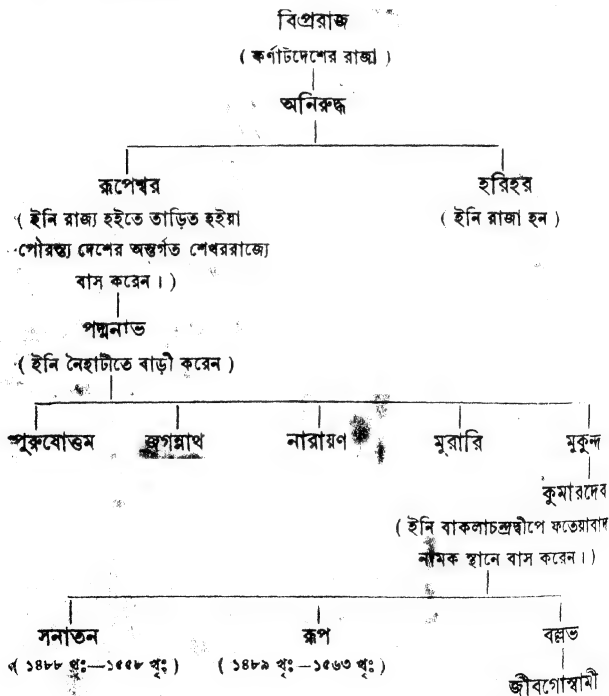 বিপ্ররাজ
( কর্ণাটদেশের রাজা )
অনিরুদ্ধ
রূপেশ্বর
হরিহর
( ইনি রাজ্য হইতে তাড়িত হইয়া
( ইনি রাজা হন )
পৌরস্ত্য দেশের অন্তর্গত শেখররাজ্যে
বাস করেন । )
পদ্মনাভ
( ইনি নৈহাটীতে বাড়ী করেন )
পুরুষোত্তম জগন্নাথ নারায়ণ মুরারি মুকুন্দ
কুমারদেব
( ইনি বাকলাচন্দ্রদ্বীপে ফতেয়াবাদ
নামক স্থানে বাস করেন । )
সনাতন রূপ বল্লভ
( ১৪৮৮ খৃঃ—১৫৫৮ খৃঃ ) ( ১৪৮৯ খৃঃ —১৫৬৩ খৃঃ )
জীবগোস্বামী